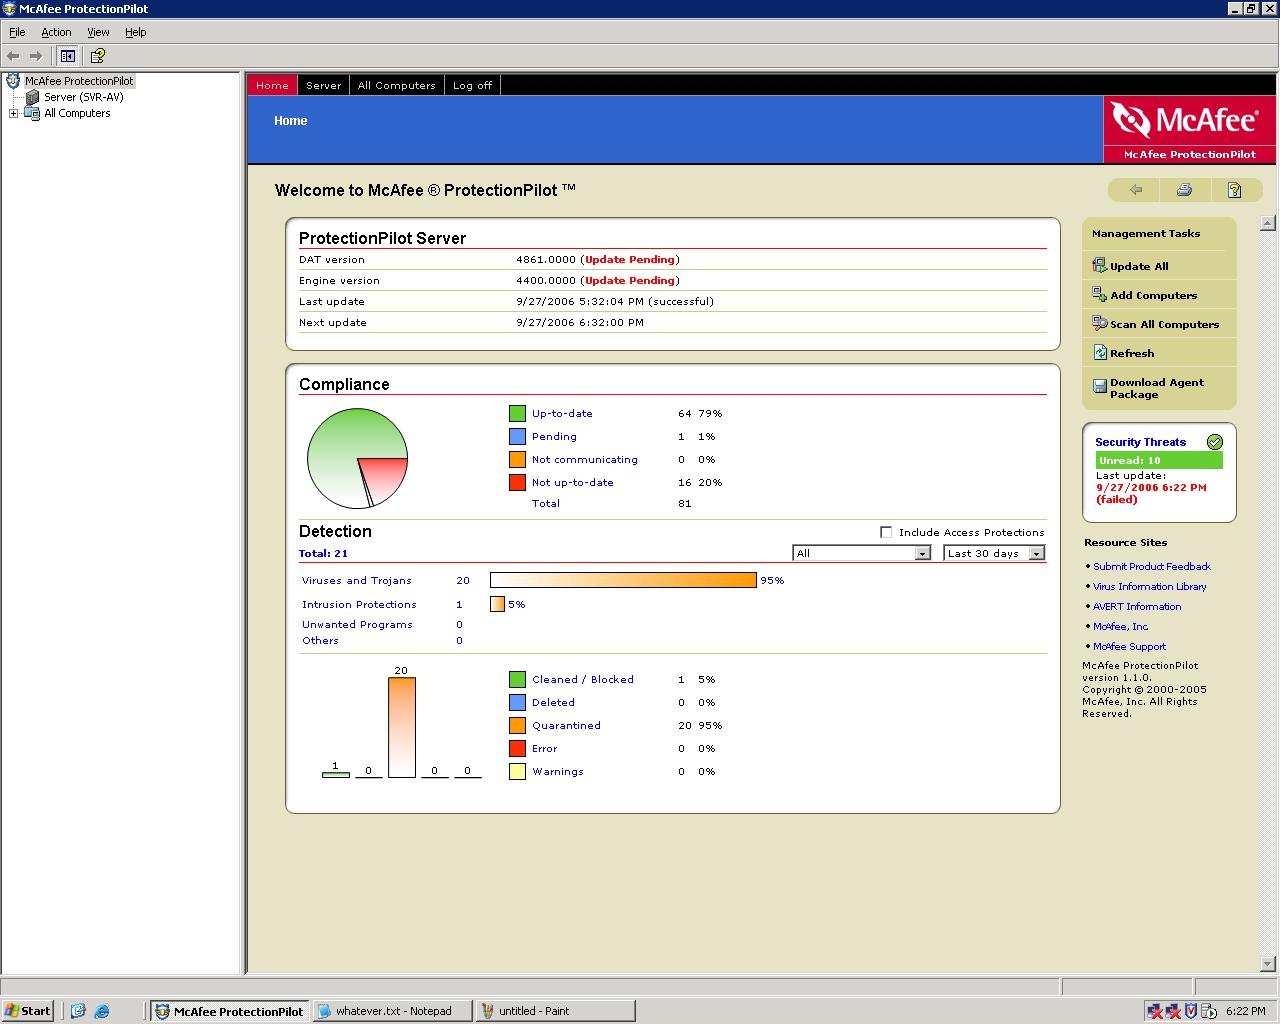 McAfee ProtectionPilot
File Action View Help
McAfee ProtectionPilot
Server (SVR-AV)
All Computers
Home Server All Computers Log off
Home
McAfee®
McAfee ProtectionPilot
Welcome to McAfee ® ProtectionPilot ™
ProtectionPilot Server
DAT version 4861.0000 (Update Pending)
Engine version 4400.0000 (Update Pending)
Last update 9/27/2006 5:32:04 PM (successful)
Next update 9/27/2006 6:32:00 PM
Compliance
Up-to-date 64 79%
Pending 1 1%
Not communicating 0 0%
Not up-to-date 16 20%
Total 81
Detection
Include Access Protections
Total: 21
All Last 30 days
Viruses and Trojans 20 95%
Intrusion Protections 1 5%
Unwanted Programs 0
Others 0
1 0 20 0 0
Cleaned / Blocked 1 5%
Deleted 0 0%
Quarantined 20 95%
Error 0 0%
Warnings 0 0%
Management Tasks
Update All
Add Computers
Scan All Computers
Refresh
Download Agent
Package
Security Threats
Unread: 10
Last update:
9/27/2006 6:22 PM
(failed)
Resource Sites
Submit Product Feedback
Virus Information Library
AVERT Information
McAfee, Inc.
McAfee Support
McAfee ProtectionPilot
version 1.1.0.
Copyright © 2000-2005
McAfee, Inc. All Rights
Reserved.
Start McAfee ProtectionPilot whatever.txt - Notepad untitled - Paint 6:22 PM